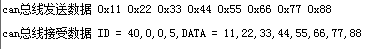 can总线发送数据 0x11 0x22 0x33 0x44 0x55 0x66 0x77 0x88
can总线接受数据 ID = 40,0,0,5,DATA = 11,22,33,44,55,66,77,88